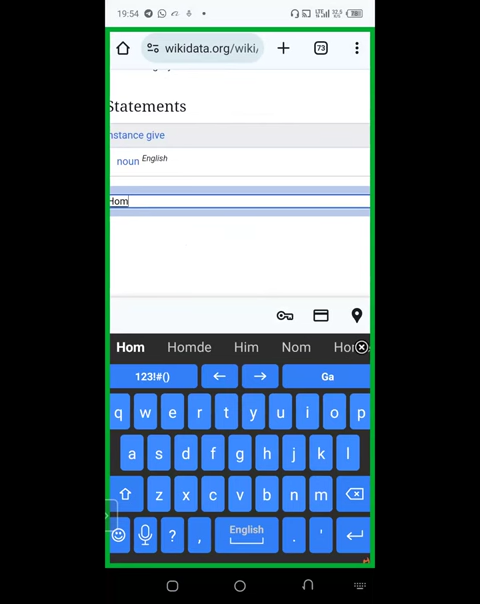 19:54
wikidata.org/wiki/
73
Statements
nstance give
noun English
Hom
Hom Homde Him Nom Hom
123!#() ← → Ga
q w e r t y u i o p
a s d f g h j k l
z x c v b n m
? , English . '